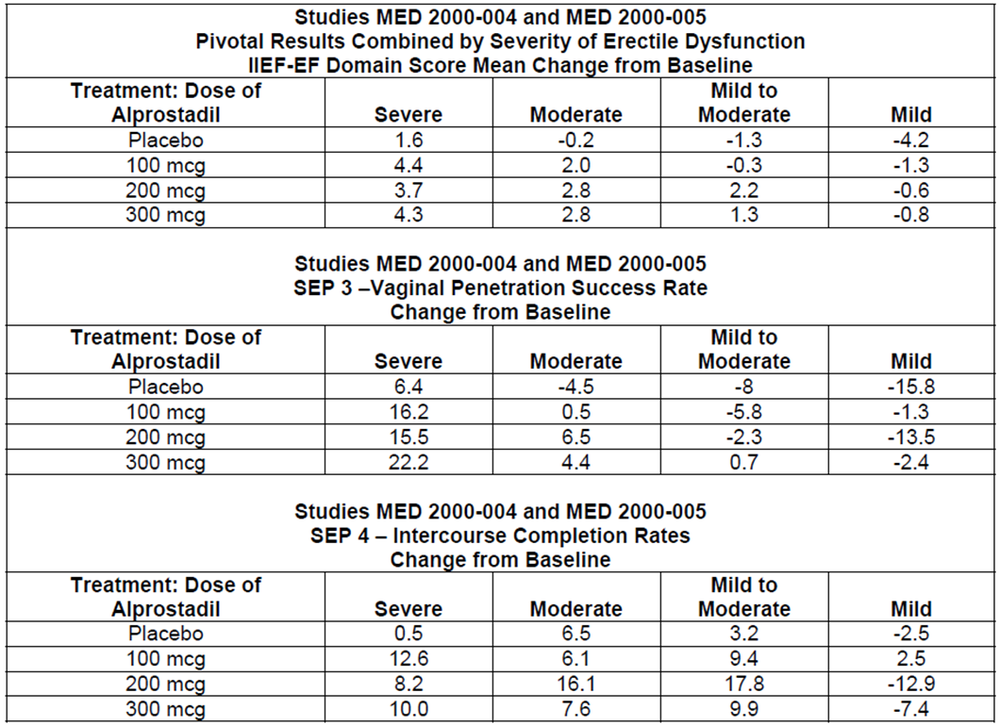 Studies MED 2000-004 and MED 2000-005
Pivotal Results Combined by Severity of Erectile Dysfunction
IIEF-EF Domain Score Mean Change from Baseline
Treatment: Dose of Alprostadil Severe Moderate Mild to Moderate Mild
Placebo 1.6 -0.2 -1.3 -4.2
100 mcg 4.4 2.0 -0.3 -1.3
200 mcg 3.7 2.8 2.2 -0.6
300 mcg 4.3 2.8 1.3 -0.8
Studies MED 2000-004 and MED 2000-005
SEP 3 –Vaginal Penetration Success Rate
Change from Baseline
Treatment: Dose of Alprostadil Severe Moderate Mild to Moderate Mild
Placebo 6.4 -4.5 -8 -15.8
100 mcg 16.2 0.5 -5.8 -1.3
200 mcg 15.5 6.5 -2.3 -13.5
300 mcg 22.2 4.4 0.7 -2.4
Studies MED 2000-004 and MED 2000-005
SEP 4 – Intercourse Completion Rates
Change from Baseline
Treatment: Dose of Alprostadil Severe Moderate Mild to Moderate Mild
Placebo 0.5 6.5 3.2 -2.5
100 mcg 12.6 6.1 9.4 2.5
200 mcg 8.2 16.1 17.8 -12.9
300 mcg 10.0 7.6 9.9 -7.4